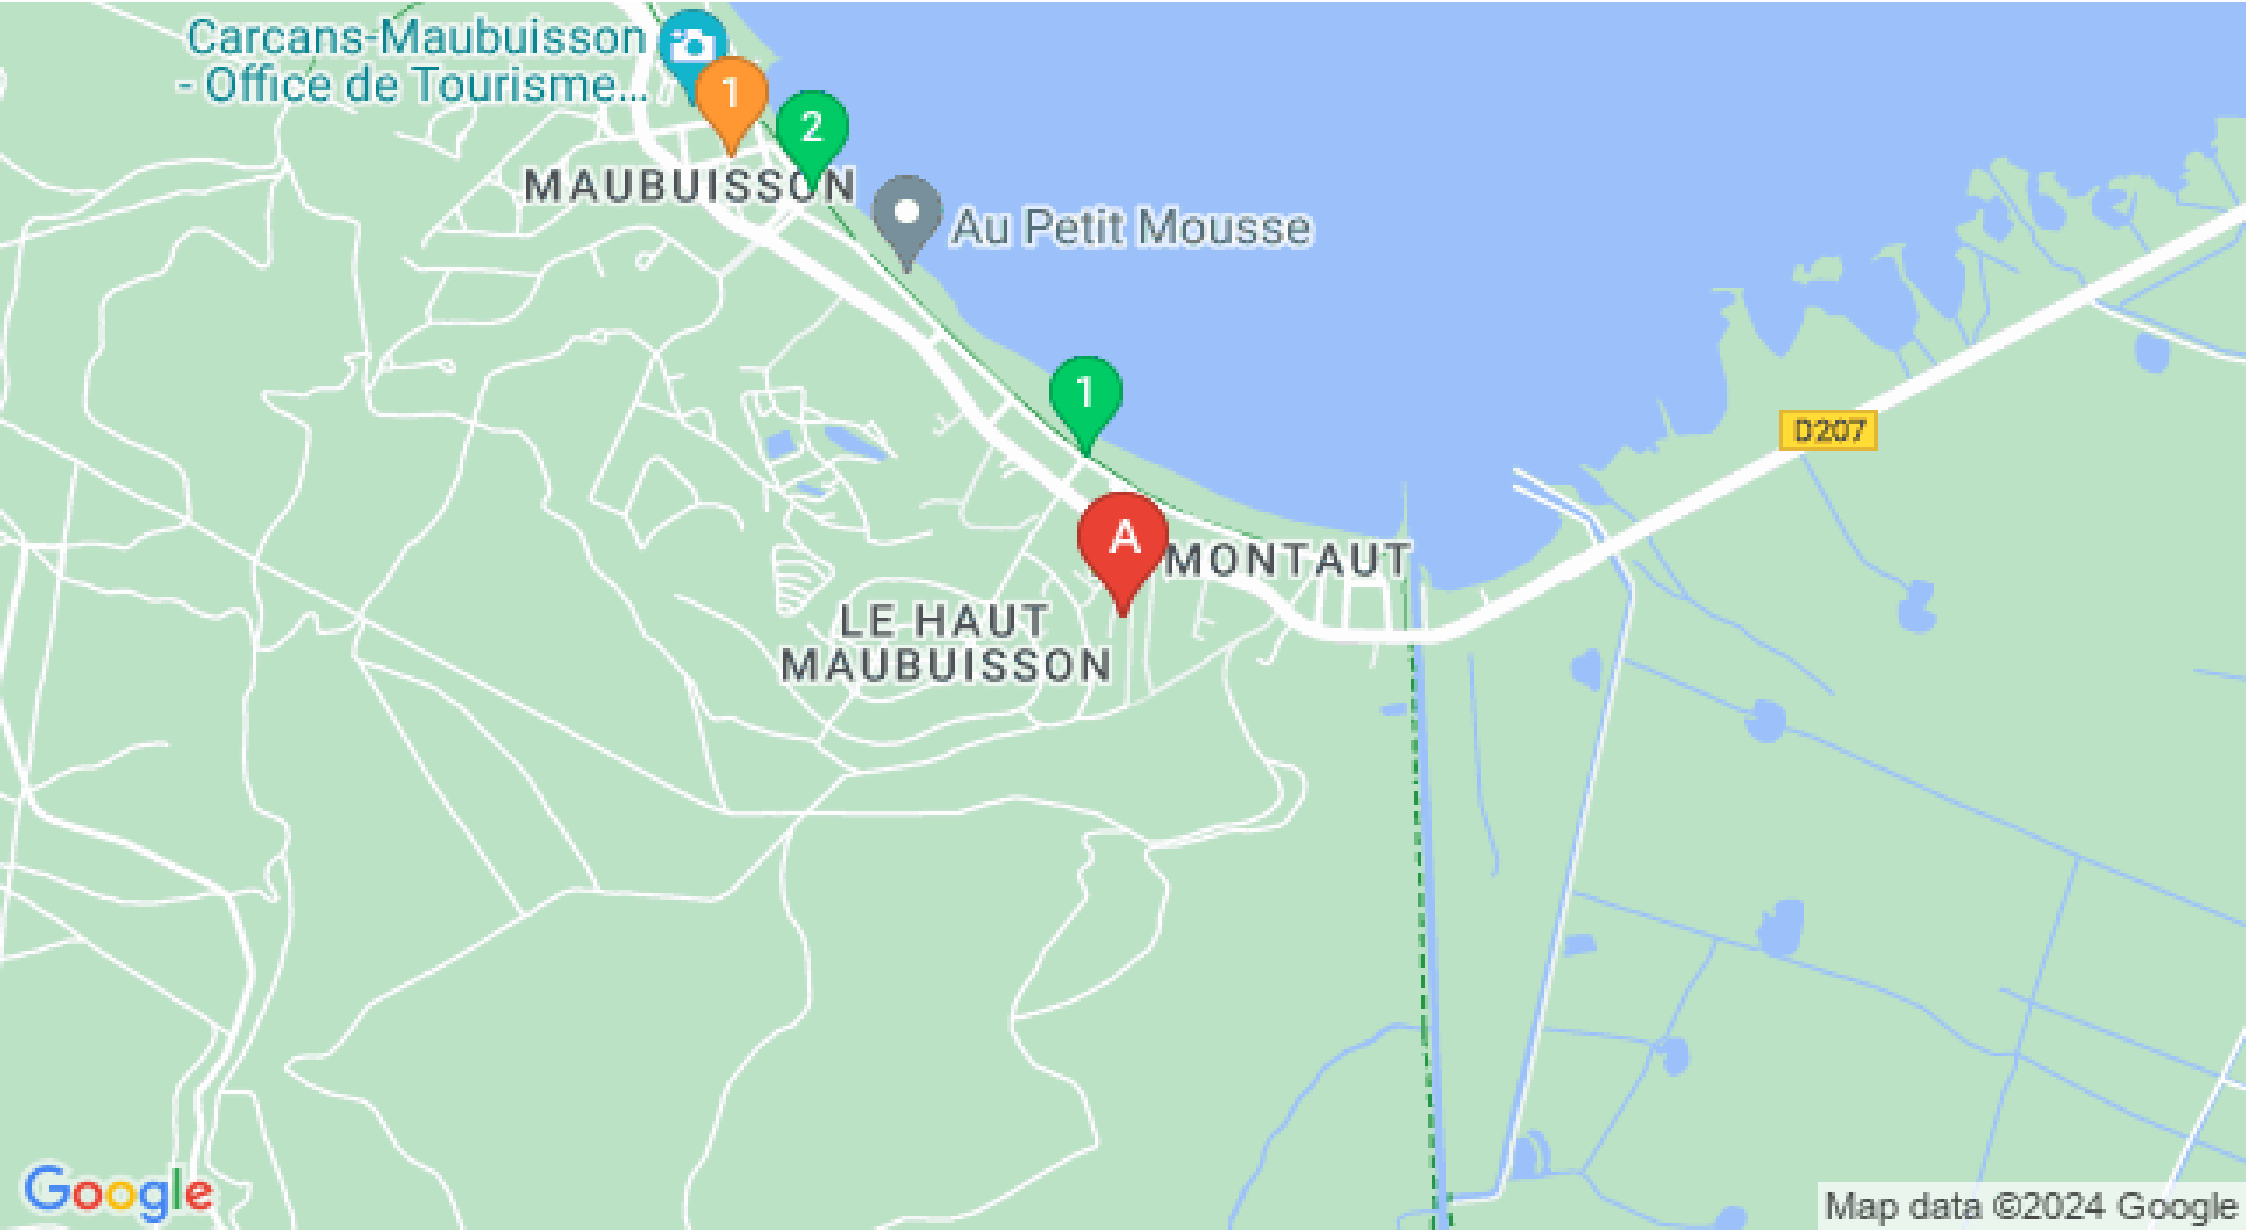 Carcans-Maubuisson
- Office de Tourisme...
1
2
MAUBUISSON
Au Petit Mousse
1
D207
A
MONTAUT
LE HAUT
MAUBUISSON
Google
Map data ©2024 Google